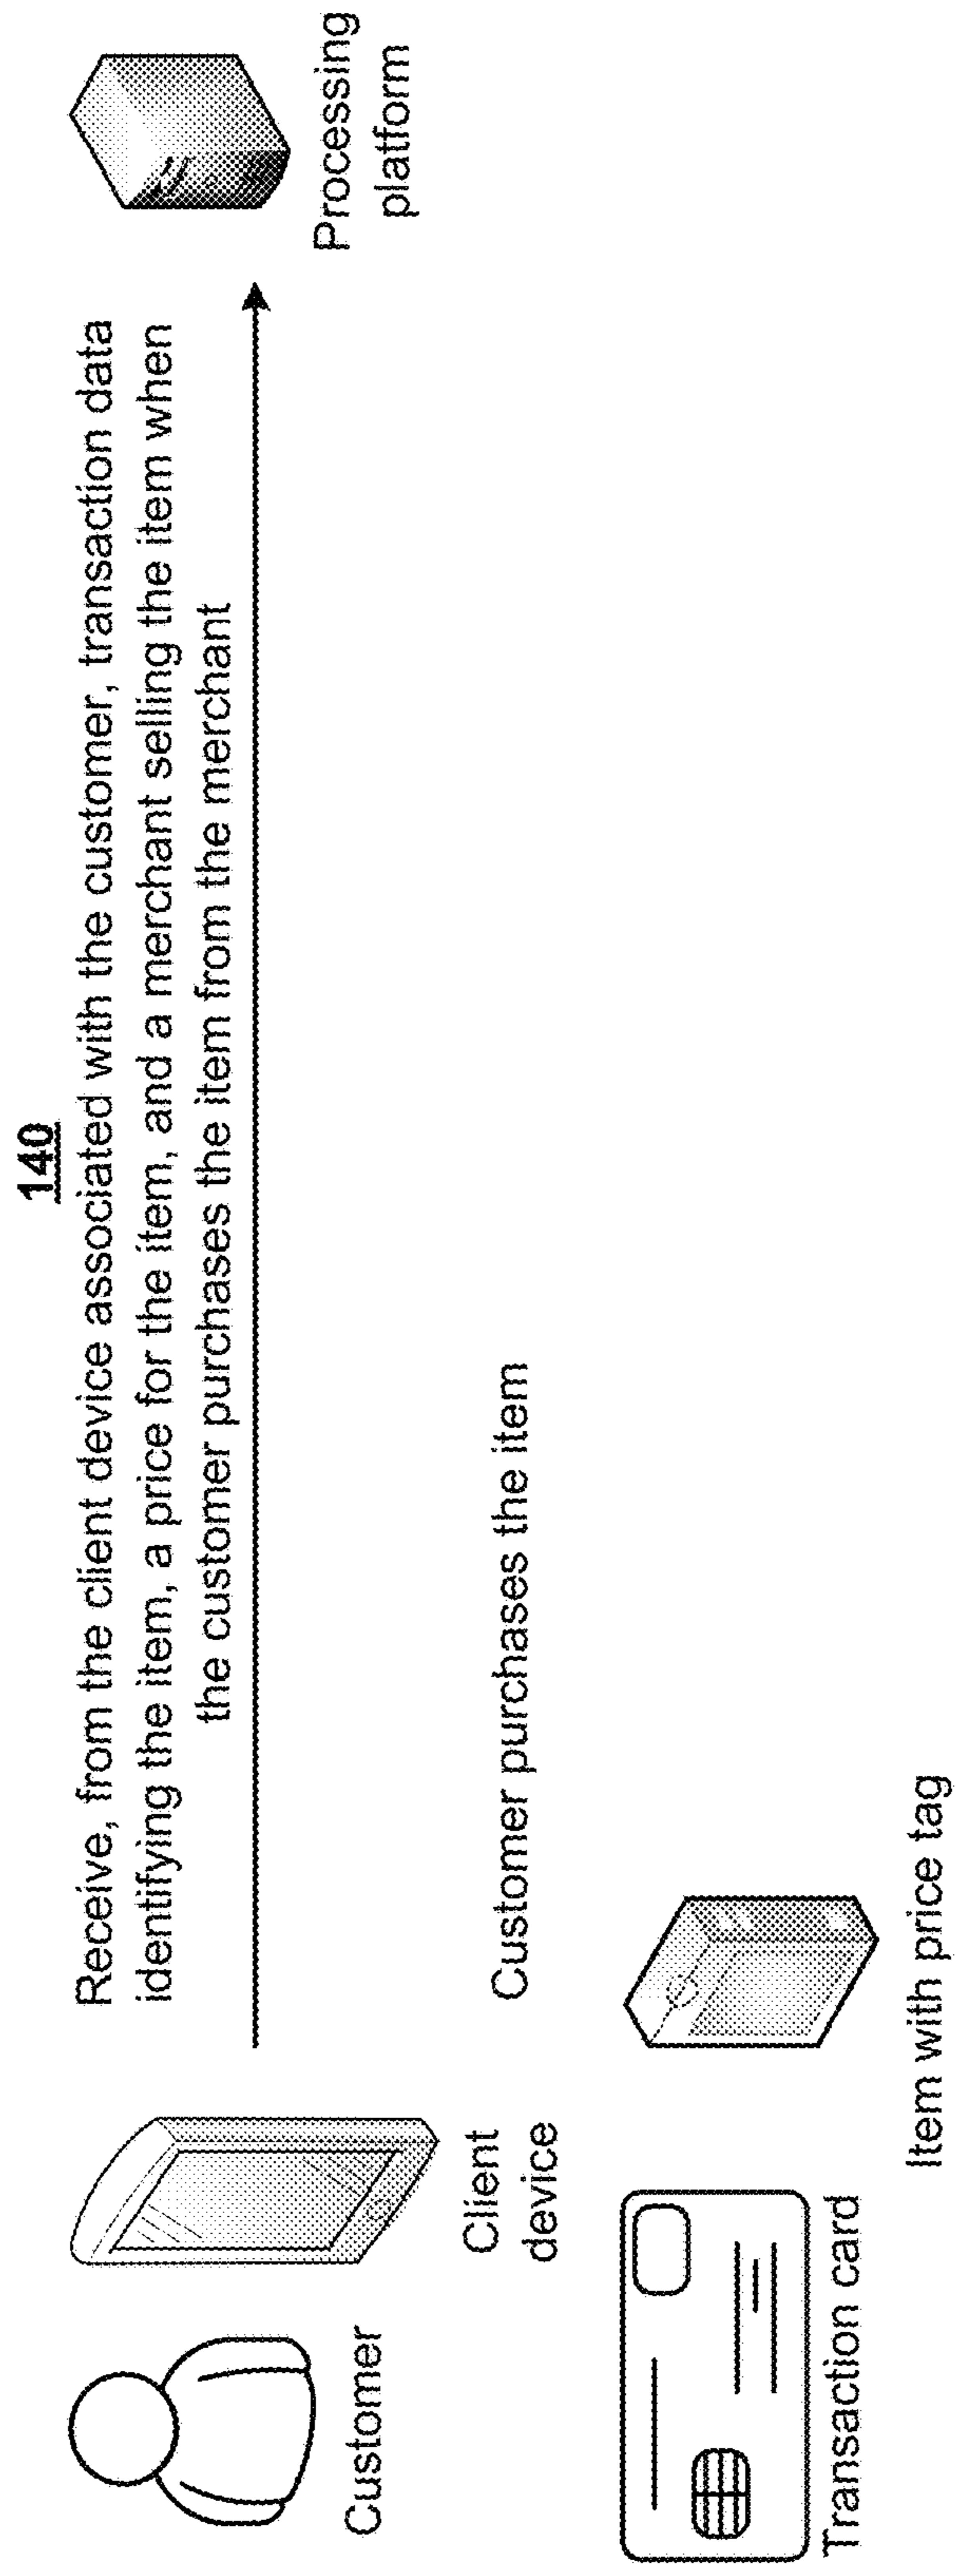 140
Receive, from the client device associated with the customer, transaction data
identifying the item, a price for the item, and a merchant selling the item when
the customer purchases the item from the merchant
Processing
platform
Customer
Client
device
Customer purchases the item
Transaction card
Item with price tag